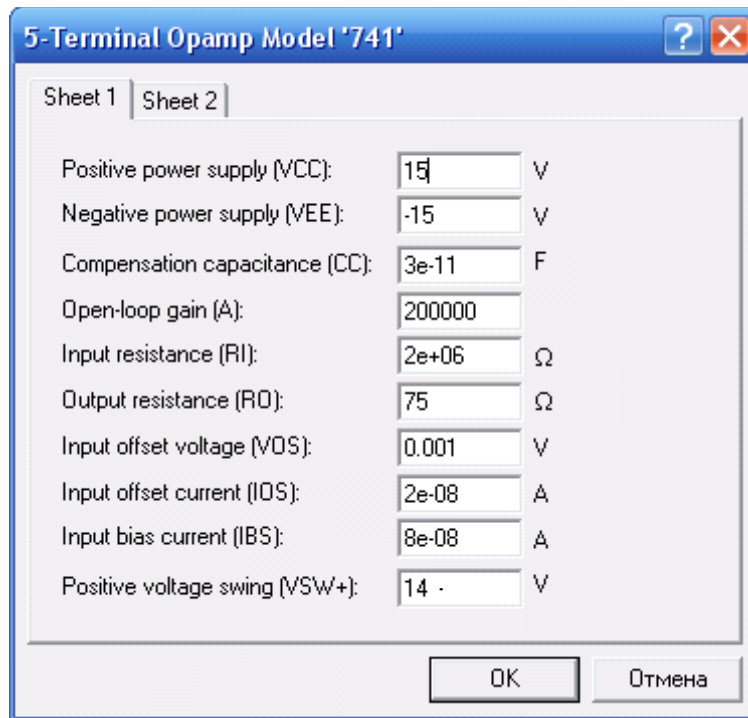 5-Terminal Opamp Model '741'
Sheet 1 Sheet 2
Positive power supply (VCC): 15 V
Negative power supply (VEE): -15 V
Compensation capacitance (CC): 3e-11 F
Open-loop gain (A): 200000
Input resistance (RI): 2e+06 Ω
Output resistance (RO): 75 Ω
Input offset voltage (VOS): 0.001 V
Input offset current (IOS): 2e-08 A
Input bias current (IBS): 8e-08 A
Positive voltage swing (VSW+): 14 - V
OK Отмена